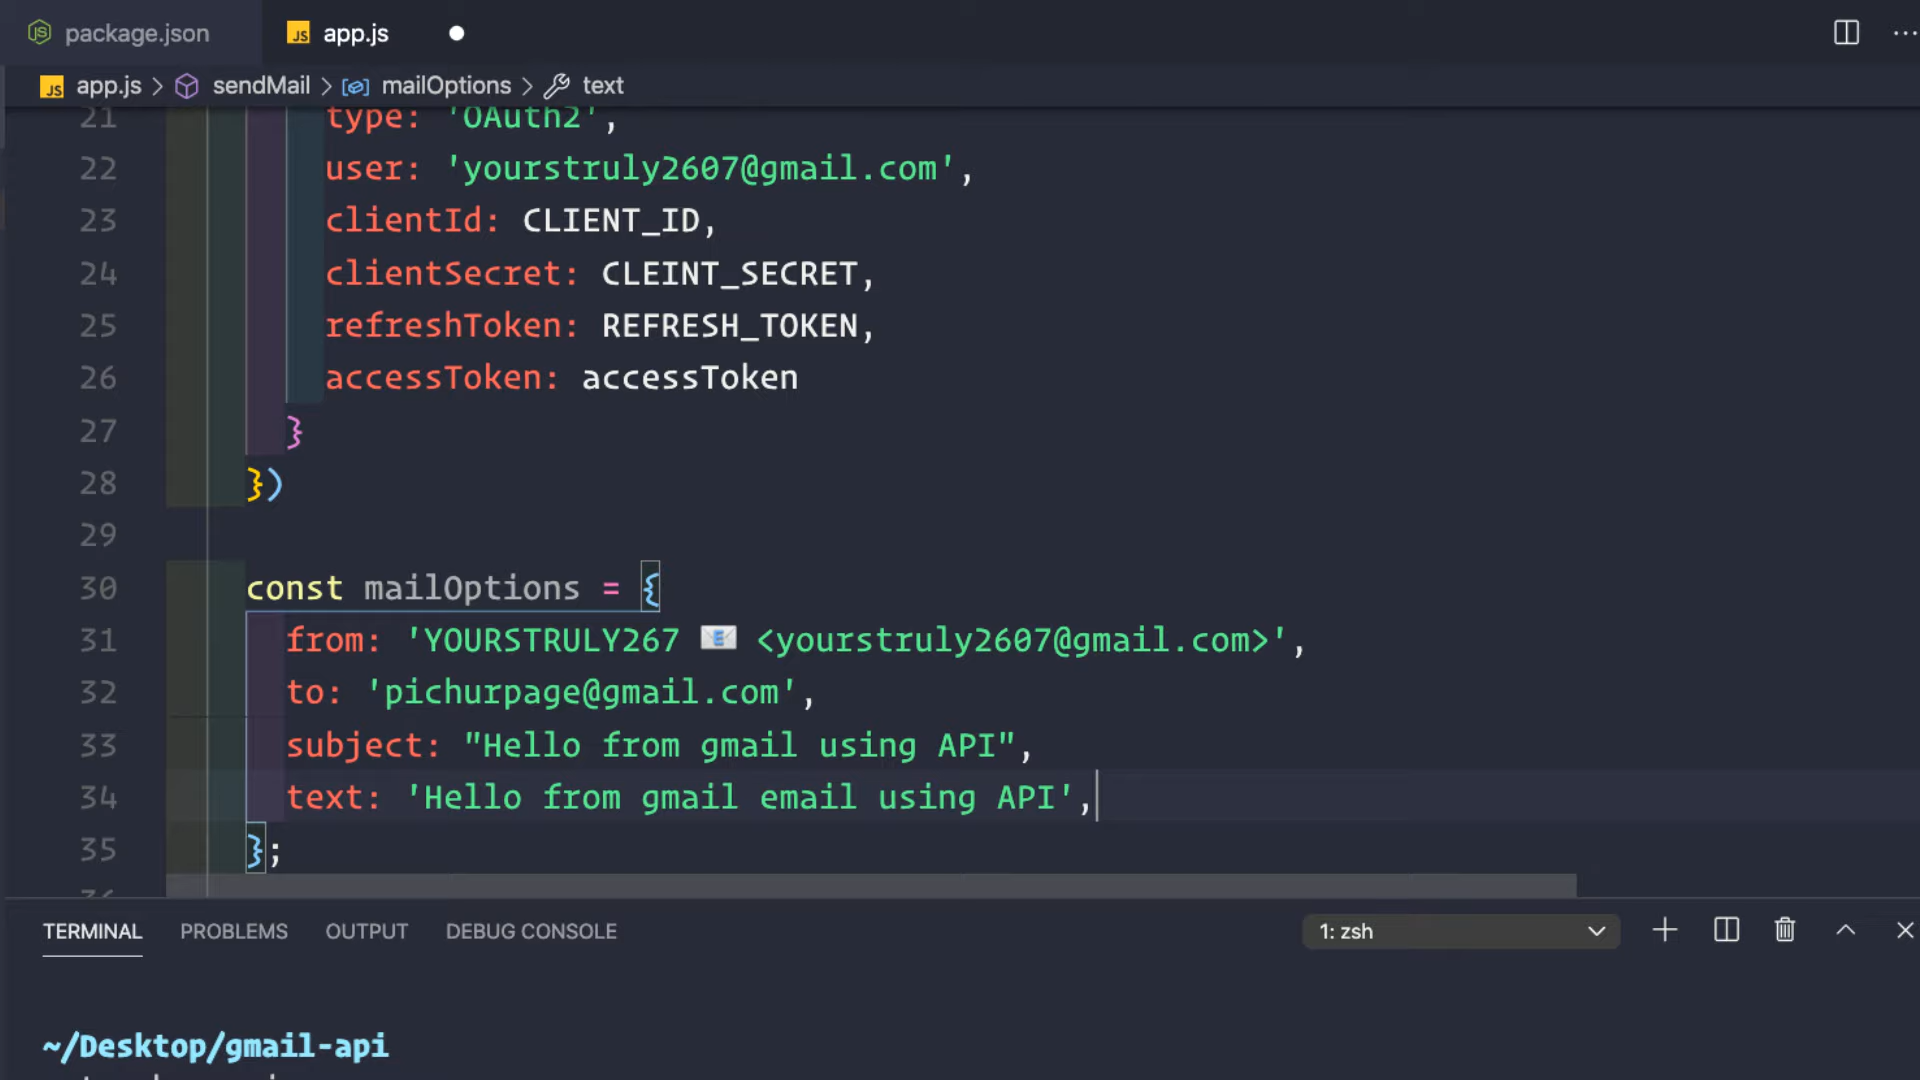 package.json
app.js
app.js > sendMail > mailOptions > text
21 type: 'OAuth2',
22 user: 'yourstruly2607@gmail.com',
23 clientId: CLIENT_ID,
24 clientSecret: CLEINT_SECRET,
25 refreshToken: REFRESH_TOKEN,
26 accessToken: accessToken
27 }
28 })
29
30 const mailOptions = {
31 from: 'YOURSTRULY267 📧 <yourstruly2607@gmail.com>',
32 to: 'pichurpage@gmail.com',
33 subject: "Hello from gmail using API",
34 text: 'Hello from gmail email using API',
35 };
TERMINAL PROBLEMS OUTPUT DEBUG CONSOLE 1: zsh
~/Desktop/gmail-api